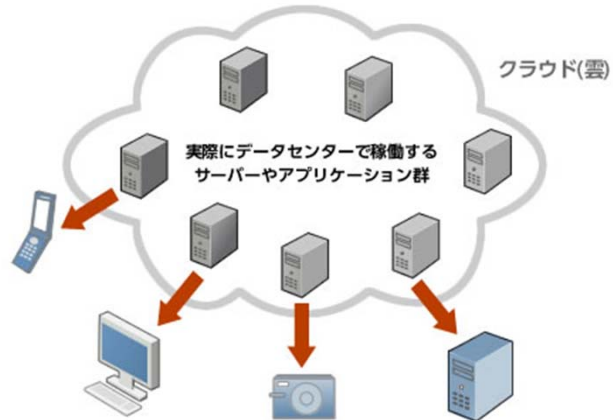 クラウド(雲)
実際にデータセンターで稼働する
サーバーやアプリケーション群